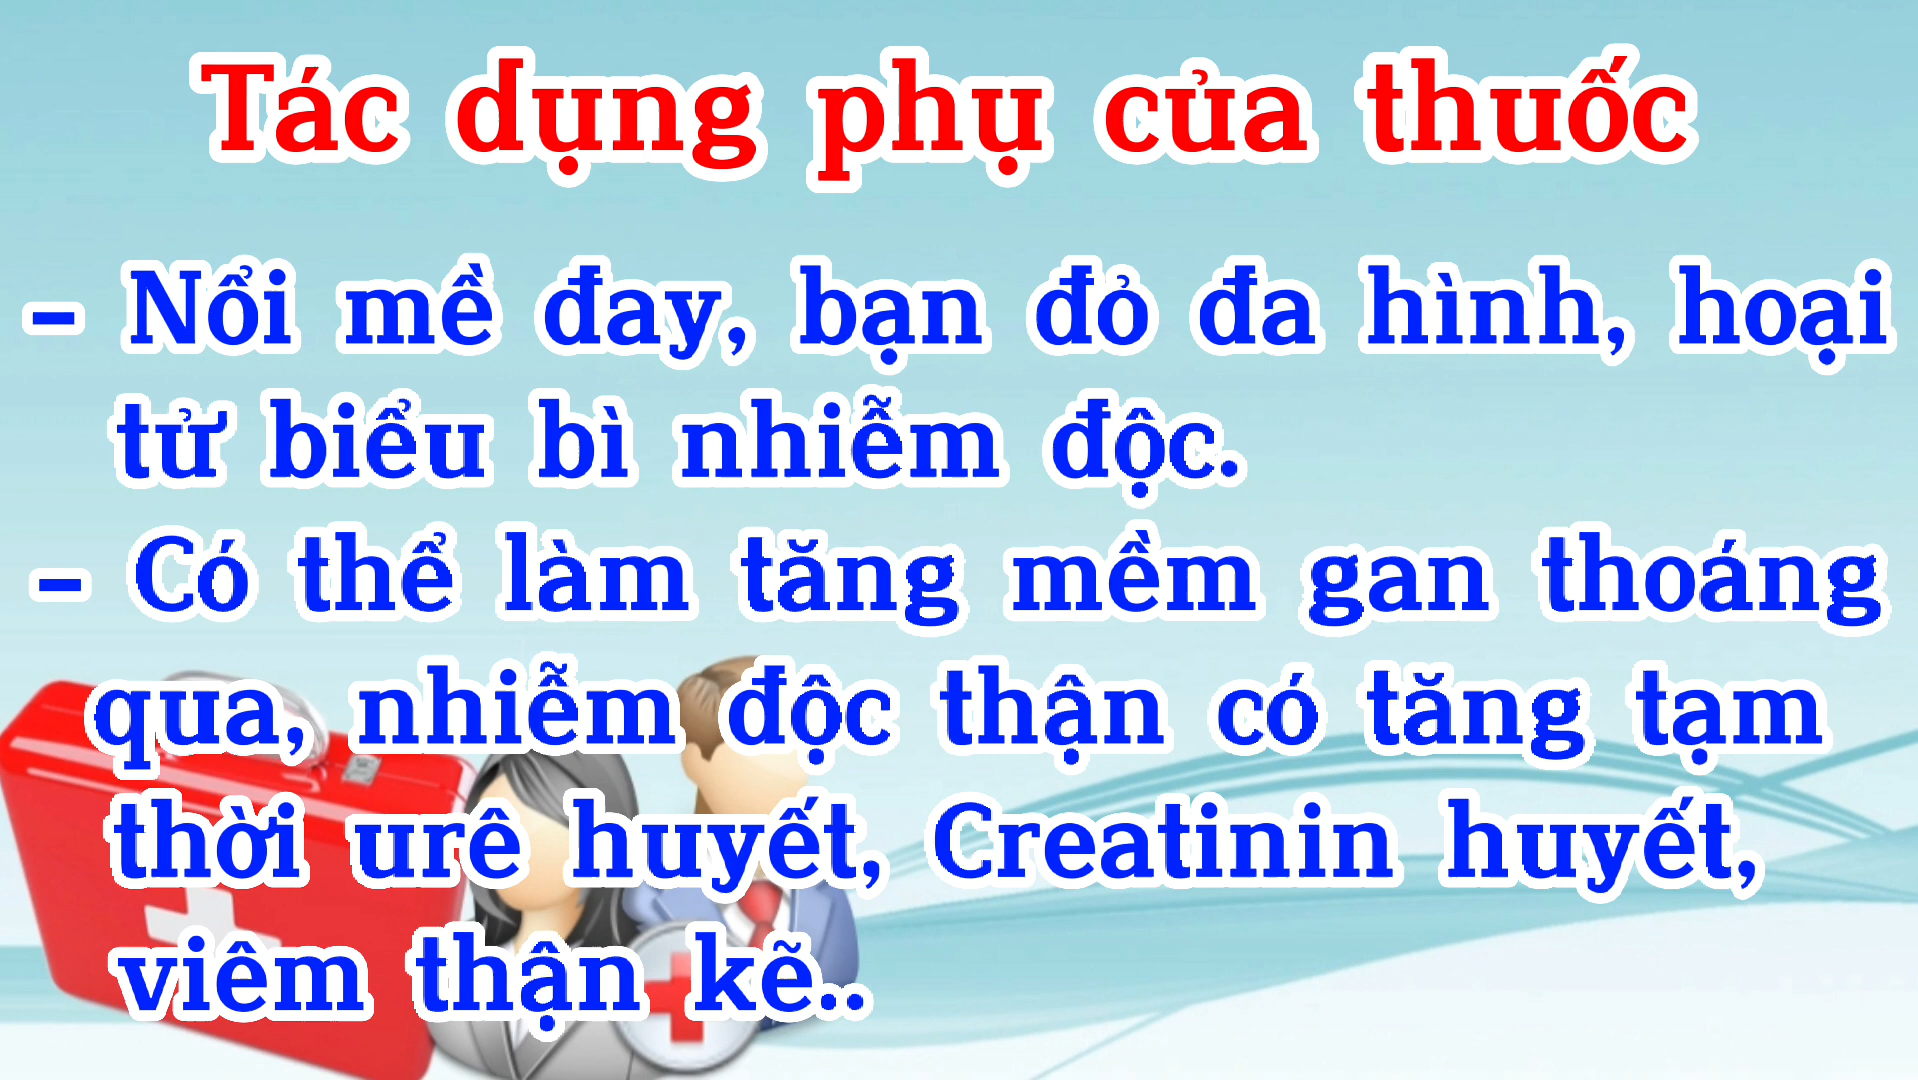 Tác dụng phụ của thuốc
– Nổi mề đay, bạn đỏ đa hình, hoại
tử biểu bì nhiễm độc.
– Có thể làm tăng mềm gan thoáng
qua, nhiễm độc thận có tăng tạm
thời urê huyết, Creatinin huyết,
viêm thận kẽ..